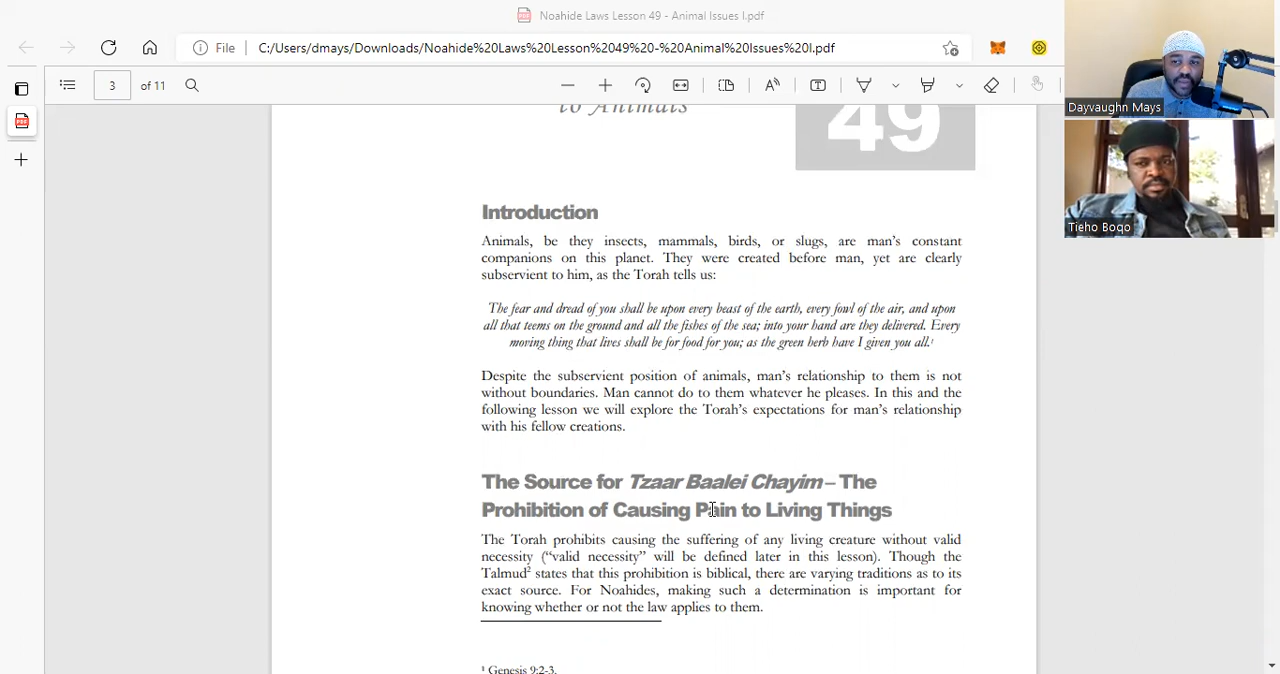 Noahide Laws Lesson 49 - Animal Issues I.pdf
File
C:/Users/dmays/Downloads/Noahide%20Laws%20Lesson%2049%20-%20Animal%20Issues%20I.pdf
3 of 11
to Animals
49
Introduction
Animals, be they insects, mammals, birds, or slugs, are man's constant
companions on this planet. They were created before man, yet are clearly
subservient to him, as the Torah tells us:
The fear and dread of you shall be upon every beast of the earth, every fowl of the air, and upon
all that teems on the ground and all the fishes of the sea; into your hand are they delivered. Every
moving thing that lives shall be for food for you; as the green herb have I given you all.¹
Despite the subservient position of animals, man's relationship to them is not
without boundaries. Man cannot do to them whatever he pleases. In this and the
following lesson we will explore the Torah's expectations for man's relationship
with his fellow creations.
The Source for Tzaar Baalei Chayim – The
Prohibition of Causing Pain to Living Things
The Torah prohibits causing the suffering of any living creature without valid
necessity ("valid necessity" will be defined later in this lesson). Though the
Talmud² states that this prohibition is biblical, there are varying traditions as to its
exact source. For Noahides, making such a determination is important for
knowing whether or not the law applies to them.
¹ Genesis 9:2-3.
Dayvaughn Mays
Tieho Boqo